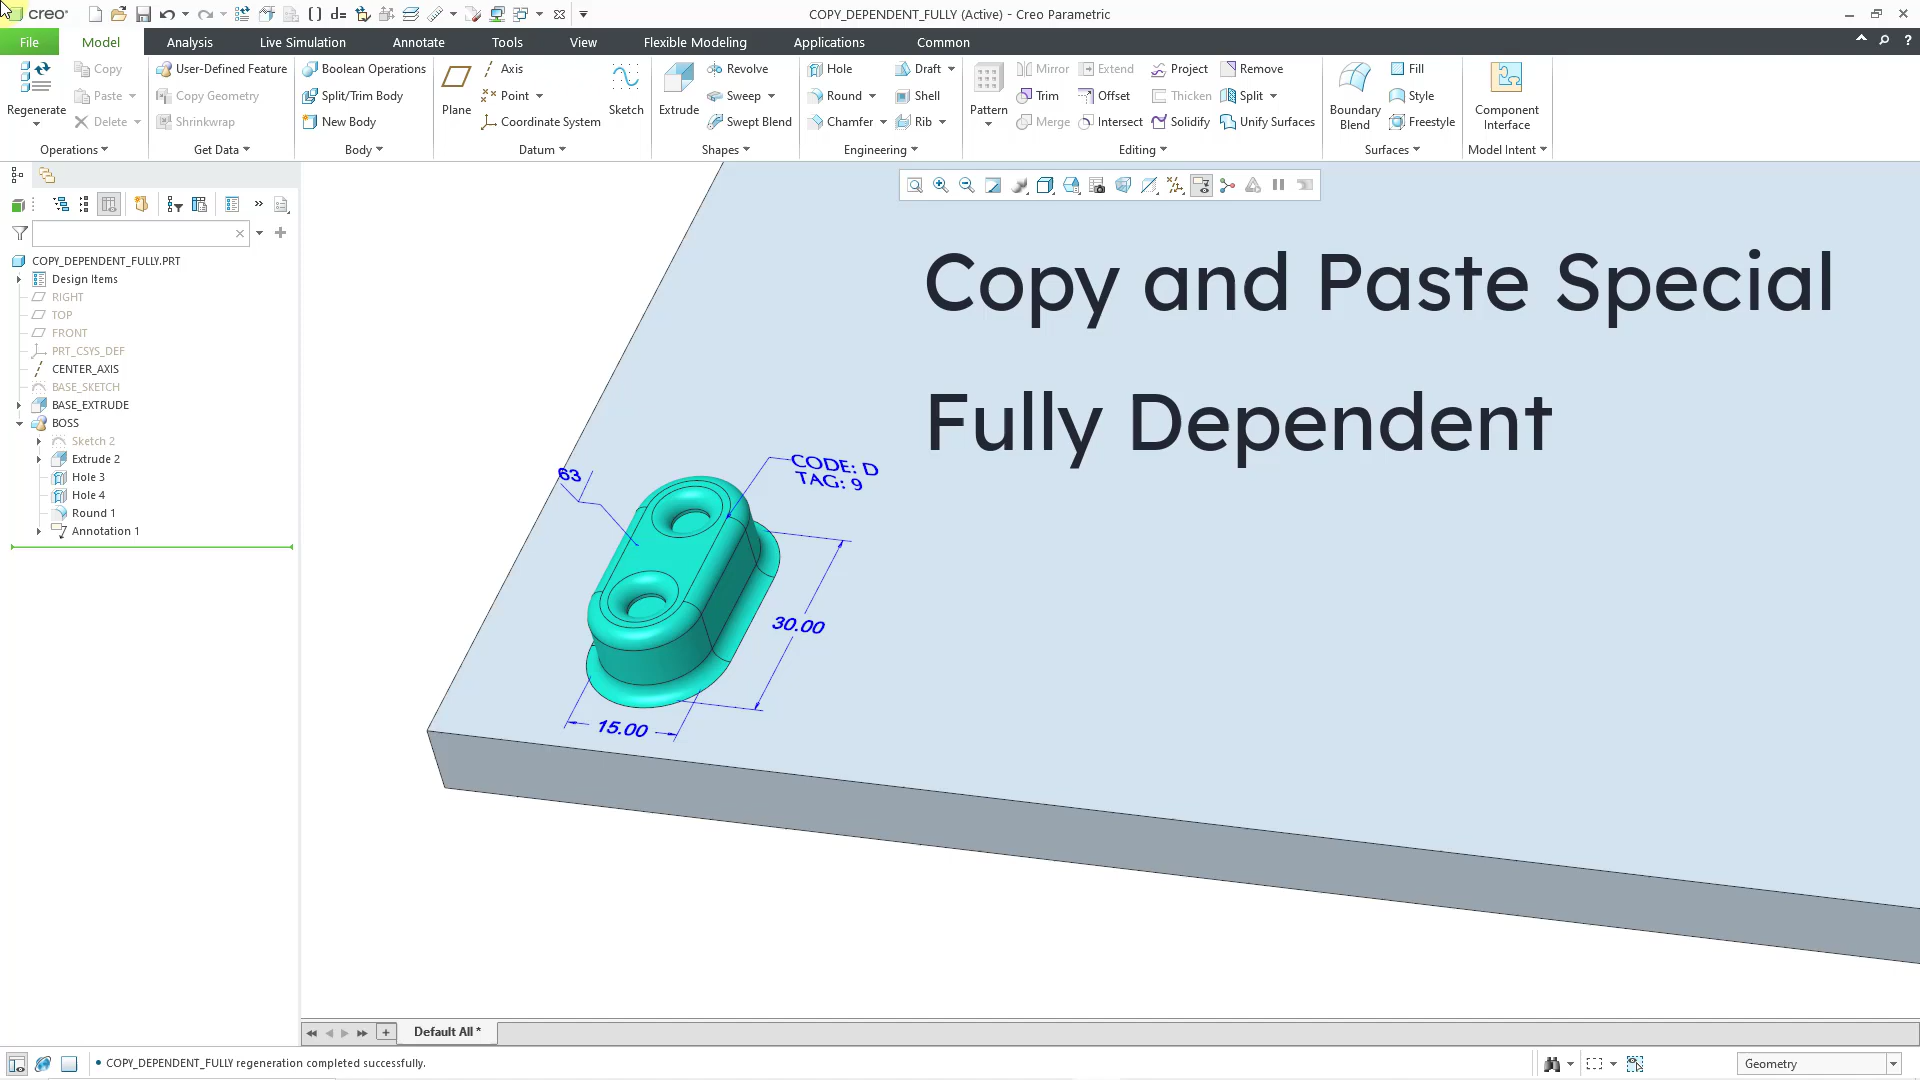 creo
COPY_DEPENDENT_FULLY (Active) - Creo Parametric
File
Model
Analysis
Live Simulation
Annotate
Tools
View
Flexible Modeling
Applications
Common
Regenerate
Copy
Paste
Delete
Operations
User-Defined Feature
Copy Geometry
Shrinkwrap
Get Data
Boolean Operations
Split/Trim Body
New Body
Body
Plane
Axis
Point
Coordinate System
Sketch
Datum
Extrude
Revolve
Sweep
Swept Blend
Shapes
Hole
Round
Chamfer
Draft
Shell
Rib
Engineering
Pattern
Mirror
Trim
Merge
Extend
Offset
Intersect
Project
Thicken
Solidify
Remove
Split
Unify Surfaces
Editing
Boundary
Blend
Fill
Style
Freestyle
Surfaces
Component
Interface
Model Intent
COPY_DEPENDENT_FULLY.PRT
Design Items
RIGHT
TOP
FRONT
PRT_CSYS_DEF
CENTER_AXIS
BASE_SKETCH
BASE_EXTRUDE
BOSS
Sketch 2
Extrude 2
Hole 3
Hole 4
Round 1
Annotation 1
Copy and Paste Special
Fully Dependent
63
CODE: D
TAG: 9
30.00
15.00
Default All *
COPY_DEPENDENT_FULLY regeneration completed successfully.
Geometry